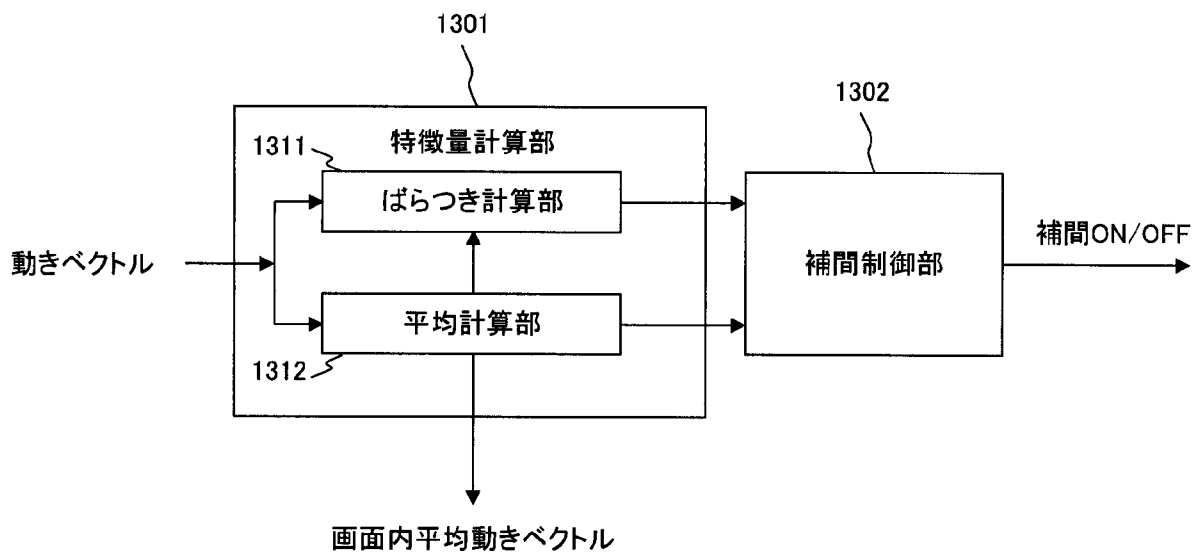 1301
1302
特徴量計算部
1311
ばらつき計算部
補間ON/OFF
動きベクトル
補間制御部
平均計算部
1312
画面内平均動きベクトル